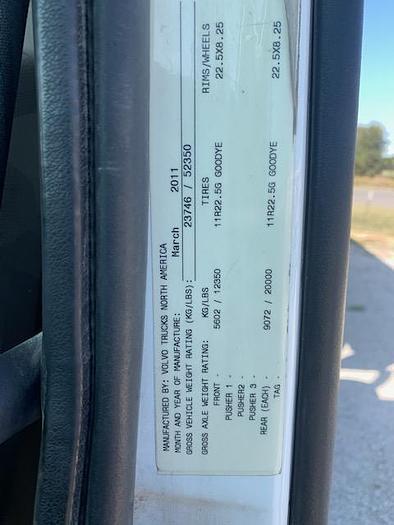 MANUFACTURED BY: VOLVO TRUCKS NORTH AMERICA
MONTH AND YEAR OF MANUFACTURE: March 2011
GROSS VEHICLE WEIGHT RATING (KG/LBS): 23746 / 52350
GROSS AXLE WEIGHT RATING: KG/LBS TIRES RIMS/WHEELS
FRONT - 5602 / 12350 11R22.5G GOODYE 22.5X8.25
PUSHER 1 -
PUSHER2 -
PUSHER 3 -
REAR (EACH) - 9072 / 20000 11R22.5G GOODYE 22.5X8.25
TAG -